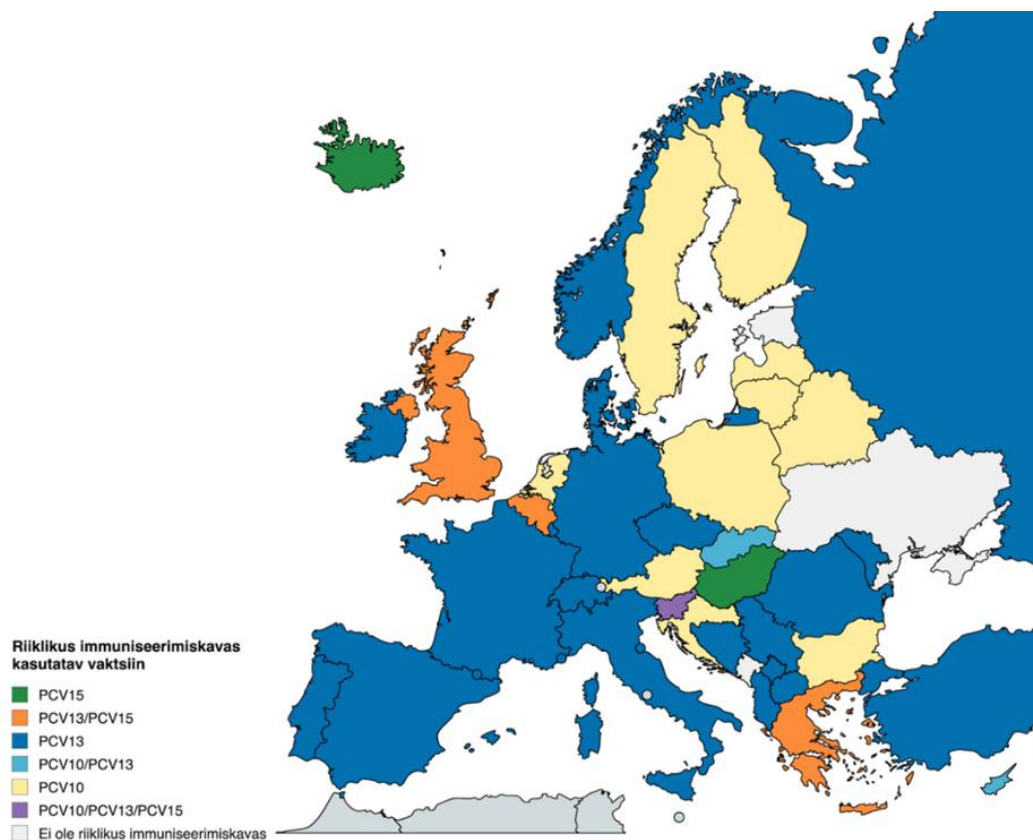 Riiklikus immuniseerimiskavas
kasutatav vaktsiin
PCV15
PCV13/PCV15
PCV13
PCV10/PCV13
PCV10
PCV10/PCV13/PCV15
Ei ole riiklikus immuniseerimiskavas